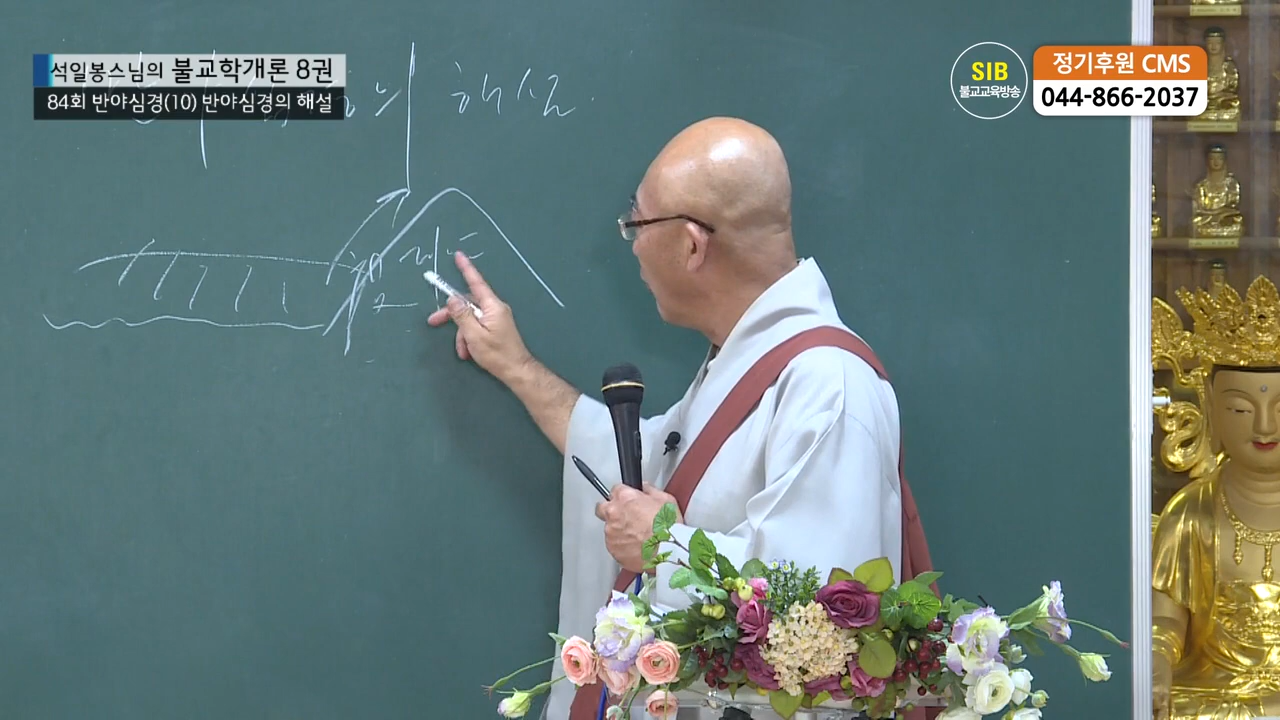 석일봉스님의 불교학개론 8권
84회 반야심경(10) 반야심경의 해설
SIB
불교교육방송
정기후원 CMS
044-866-2037
의 해설.